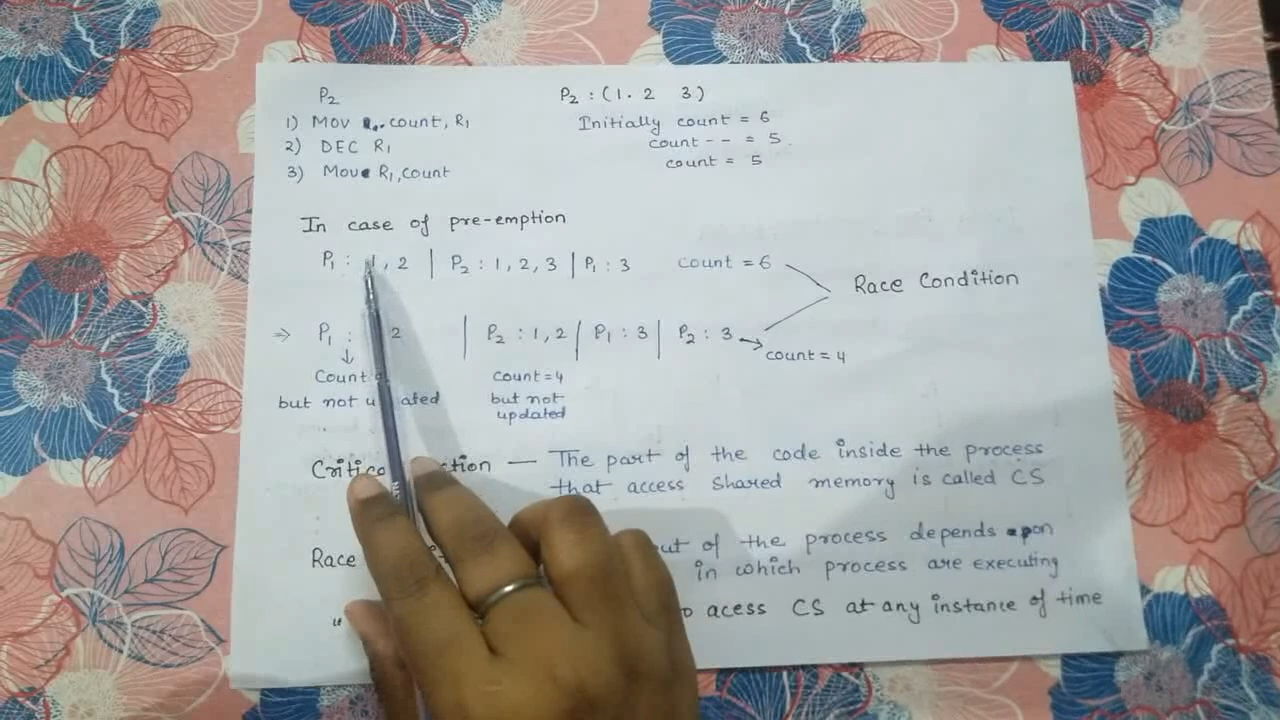 P2
1) Mov count, R1
2) DEC R1
3) Move R1, count
P2 : (1. 2 3)
Initially count = 6
count -- = 5.
count = 5
In case of pre-emption
P1 : 1, 2 | P2 : 1, 2, 3 | P1 : 3 count = 6
Race Condition
⇒ P1 : 2 | P2 : 1, 2 | P1 : 3 | P2 : 3 → count = 4
↓
Count
but not
count = 4
but not
updated
— The part of the code inside the process
that access shared memory is called CS
Race of the process depends upon
in which process are executing
acess CS at any instance of time